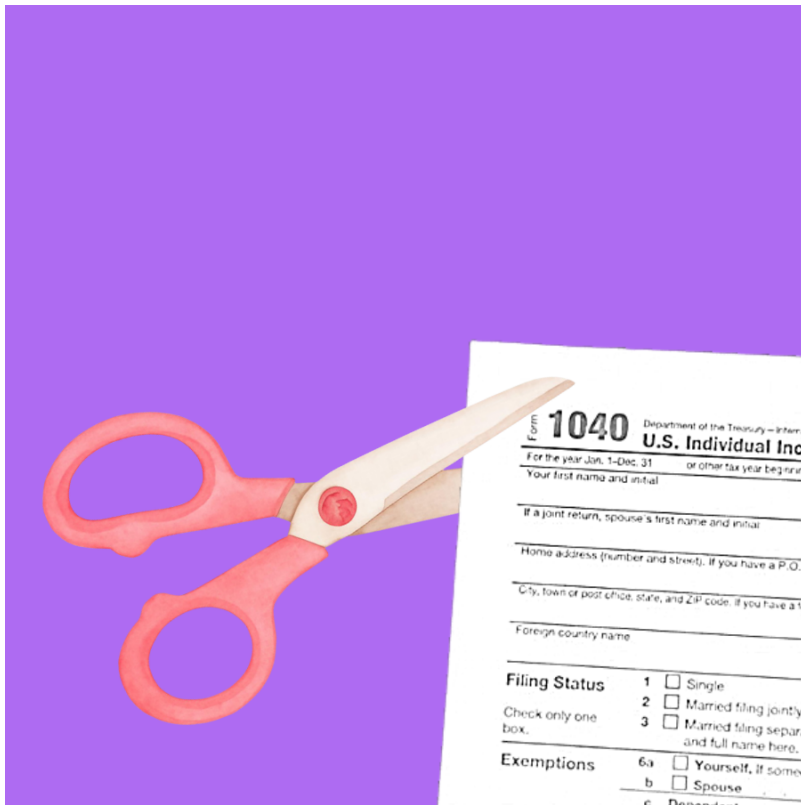 Form 1040
Department of the Treasury—Intern
U.S. Individual Inc
For the year Jan. 1–Dec. 31 or other tax year beginnin
Your first name and initial
If a joint return, spouse's first name and initial
Home address (number and street). If you have a P.O.
City, town or post office, state, and ZIP code. If you have a
Foreign country name
Filing Status
1 Single
2 Married filing jointly
Check only one box.
3 Married filing separ
and full name here.
Exemptions
6a Yourself. If some
b Spouse
c Depend